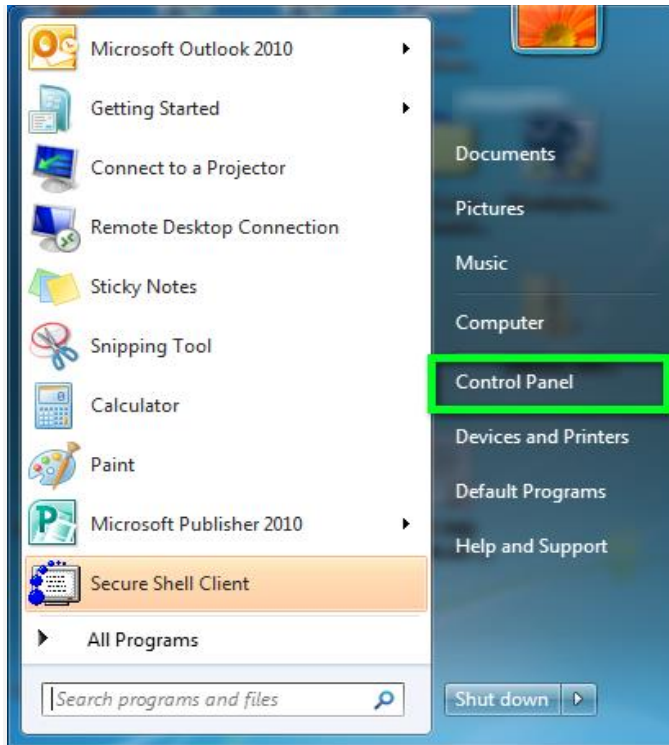 Microsoft Outlook 2010
Getting Started
Connect to a Projector
Remote Desktop Connection
Sticky Notes
Snipping Tool
Calculator
Paint
Microsoft Publisher 2010
Secure Shell Client
All Programs
Search programs and files
Documents
Pictures
Music
Computer
Control Panel
Devices and Printers
Default Programs
Help and Support
Shut down